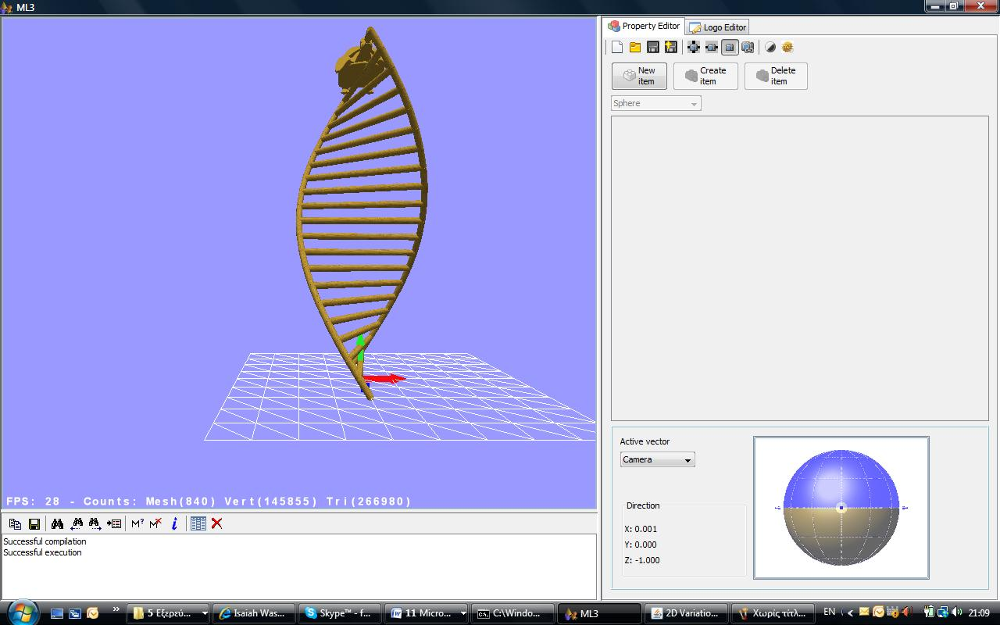 ML3
Property Editor
Logo Editor
New item
Create item
Delete item
Sphere
Active vector
Camera
Direction
X: 0.001
Y: 0.000
Z: -1.000
FPS: 28 - Counts: Mesh(840) Vert(145855) Tri(266980)
M? M
i
Successful compilation
Successful execution
5 Εξερεύ...
Isaiah Was...
Skype™ - f...
11 Micro...
C:\Windo...
ML3
2D Variatio...
Χωρίς τίτλ...
EN
21:09